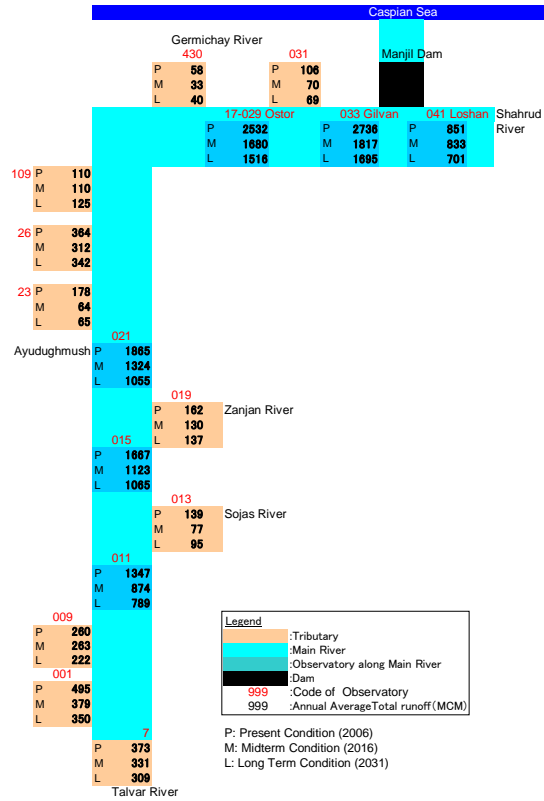 Caspian Sea
Germichay River
430 031 Manjil Dam
P 58 P 106
M 33 M 70
L 40 L 69
17-029 Ostor 033 Gilvan 041 Loshan Shahrud
River
P 2532 P 2736 P 851
M 1680 M 1817 M 833
L 1516 L 1695 L 701
109 P 110
M 110
L 125
26 P 364
M 312
L 342
23 P 178
M 64
L 65
021
Ayudughmush P 1865
M 1324
L 1055
019
P 162 Zanjan River
M 130
L 137
015
P 1667
M 1123
L 1065
013
P 139 Sojas River
M 77
L 95
011
P 1347
M 874
L 789
009
P 260
M 263
L 222
001
P 495
M 379
L 350
7
P 373
M 331
L 309
Talvar River
Legend
:Tributary
:Main River
:Observatory along Main River
:Dam
999 :Code of Observatory
999 :Annual AverageTotal runoff(MCM)
P: Present Condition (2006)
M: Midterm Condition (2016)
L: Long Term Condition (2031)